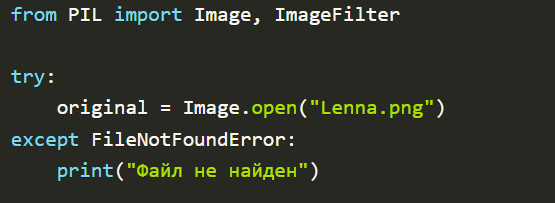 from PIL import Image, ImageFilter
try:
    original = Image.open("Lenna.png")
except FileNotFoundError:
    print("Файл не найден")